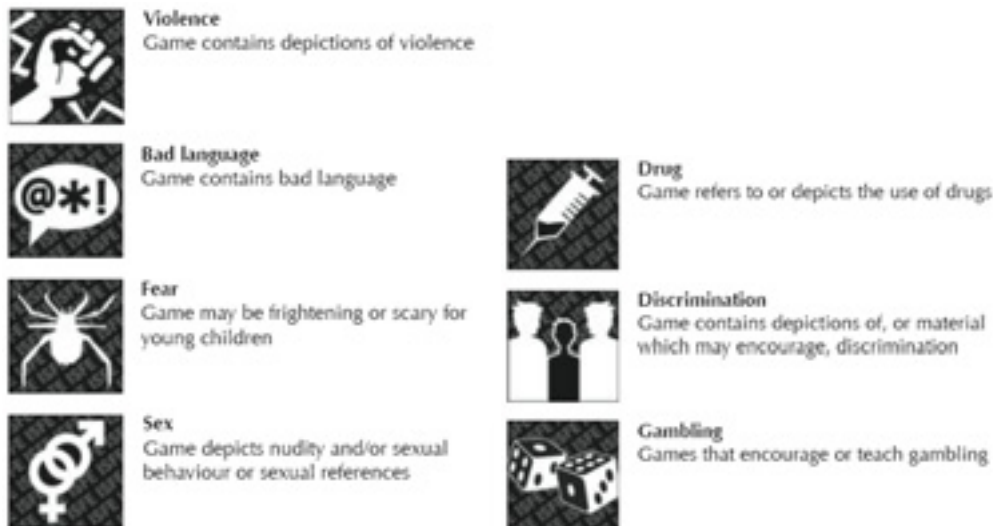 Violence
Game contains depictions of violence
Bad language
Game contains bad language
@*!
Fear
Game may be frightening or scary for
young children
Sex
Game depicts nudity and/or sexual
behaviour or sexual references
Drug
Game refers to or depicts the use of drugs
Discrimination
Game contains depictions of, or material
which may encourage, discrimination
Gambling
Games that encourage or teach gambling